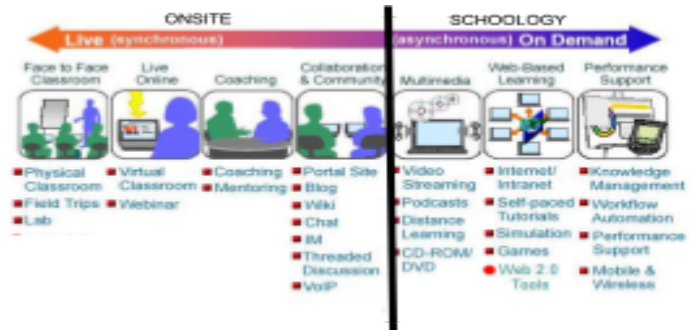 ONSITE
SCHOOLOGY
Live (synchronous)
(asynchronous) On Demand
Face to Face
Classroom
Live
Online
Coaching
Collaboration
& Community
Multimedia
Web-Based
Learning
Performance
Support
Physical
Classroom
Field Trips
Lab
Virtual
Classroom
Webinar
Coaching
Mentoring
Portal Site
Blog
Wiki
Chat
IM
Threaded
Discussion
VoIP
Video
Streaming
Podcasts
Distance
Learning
CD-ROM/
DVD
Internet/
Intranet
Self-paced
Tutorials
Simulation
Games
Web 2.0
Tools
Knowledge
Management
Workflow
Automation
Performance
Support
Mobile &
Wireless